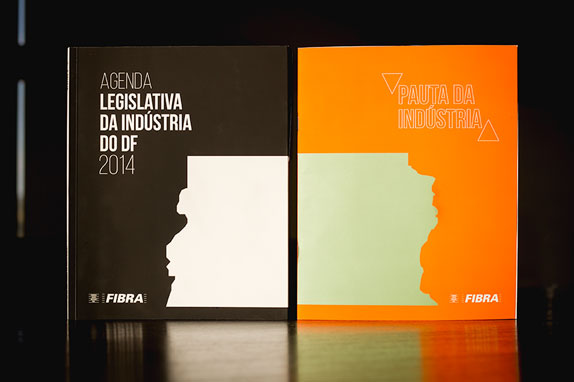 AGENDA
LEGISLATIVA
DA INDÚSTRIA
DO DF
2014
FIBRA
PAUTA DA
INDÚSTRIA
FIBRA